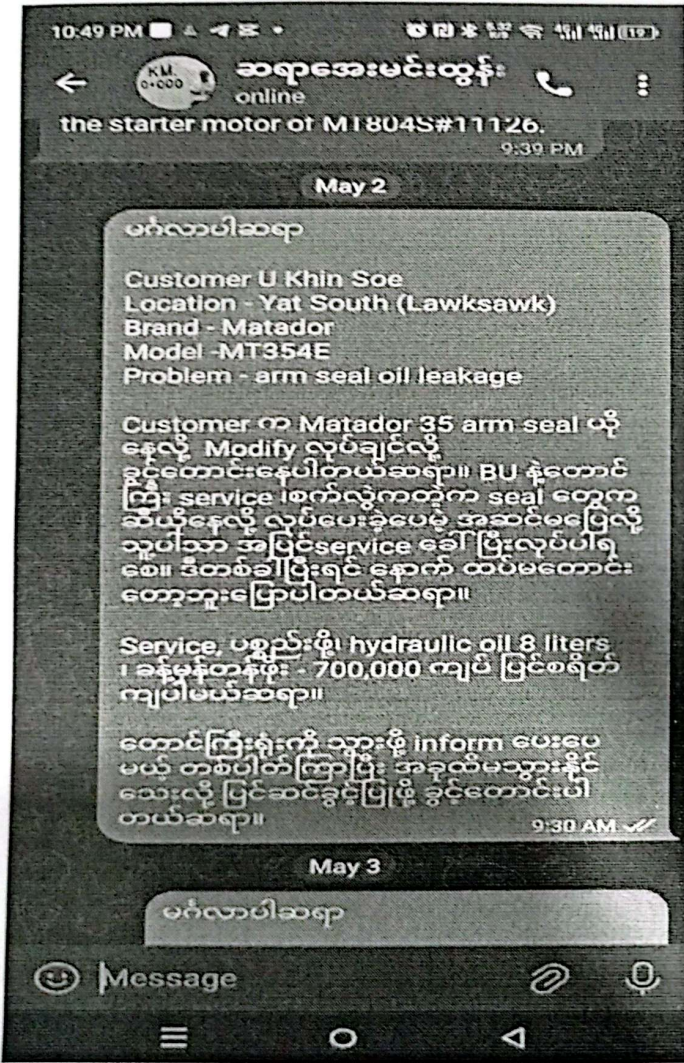 10:49 PM
ဆရာအေးမင်းထွန်း
online
the starter motor of MT804S#11126.
9:39 PM
May 2
မင်္ဂလာပါဆရာ
Customer U Khin Soe
Location - Yat South (Lawksawk)
Brand - Matador
Model -MT354E
Problem - arm seal oil leakage
Customer က Matador 35 arm seal ယို
နေလို့ Modify လုပ်ချင်လို့
ခွင့်တောင်းနေပါတယ်ဆရာ။ BU နဲ့တောင်
ကြီး service ၊စက်လွဲကတဲ့က seal တွေက
ဆီယိုနေလို့ လုပ်ပေးခဲ့ပေမဲ့ အဆင်မပြေလို့
သူ့ပါသာ အပြင်service ခေါ်ပြီးလုပ်ပါရ
စေ။ ဒီတစ်ခါပြီးရင် နောက် ထပ်မတောင်း
တော့ဘူးပြောပါတယ်ဆရာ။
Service, ပစ္စည်းဖိုး၊ hydraulic oil 8 liters
၊ ခန့်မှန်တန်ဖိုး - 700,000 ကျပ် ပြင်စရိတ်
ကျပါမယ်ဆရာ။
တောင်ကြီးရုံးကို သွားဖို့ inform ပေးပေ
မယ့် တစ်ပါတ်ကြာပြီး အခုထိမသွားနိုင်
သေးလို့ ပြင်ဆင်ခွင့်ပြုဖို့ ခွင့်တောင်းပါ
တယ်ဆရာ။
9:30 AM
May 3
မင်္ဂလာပါဆရာ
Message